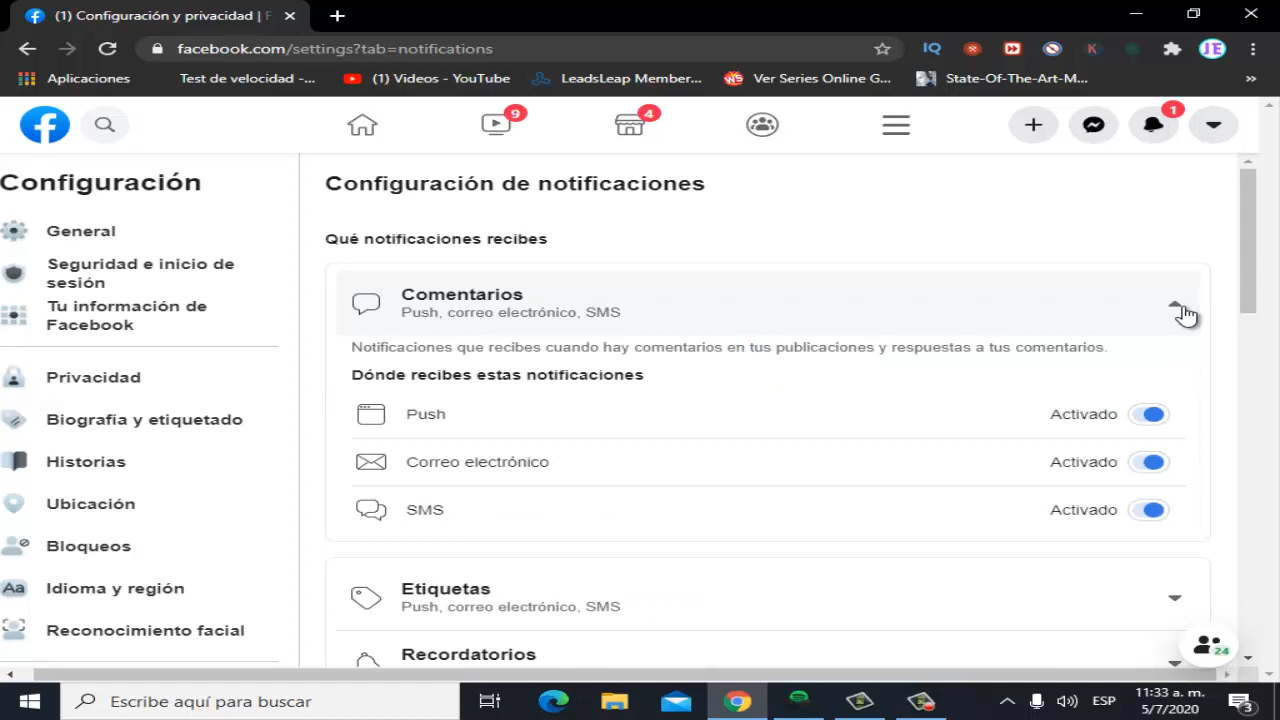 (1) Configuración y privacidad | F
facebook.com/settings?tab=notifications
IQ
K
JE
Aplicaciones
Test de velocidad -...
(1) Videos - YouTube
LeadsLeap Member...
Ver Series Online G...
State-Of-The-Art-M...
»
9
4
1
Configuración
General
Seguridad e inicio de
sesión
Tu información de
Facebook
Privacidad
Biografía y etiquetado
Historias
Ubicación
Bloqueos
Aa
Idioma y región
Reconocimiento facial
Configuración de notificaciones
Qué notificaciones recibes
Comentarios
Push, correo electrónico, SMS
Notificaciones que recibes cuando hay comentarios en tus publicaciones y respuestas a tus comentarios.
Dónde recibes estas notificaciones
Push
Activado
Correo electrónico
Activado
SMS
Activado
Etiquetas
Push, correo electrónico, SMS
Recordatorios
24
Escribe aquí para buscar
ESP
11:33 a. m.
5/7/2020
3